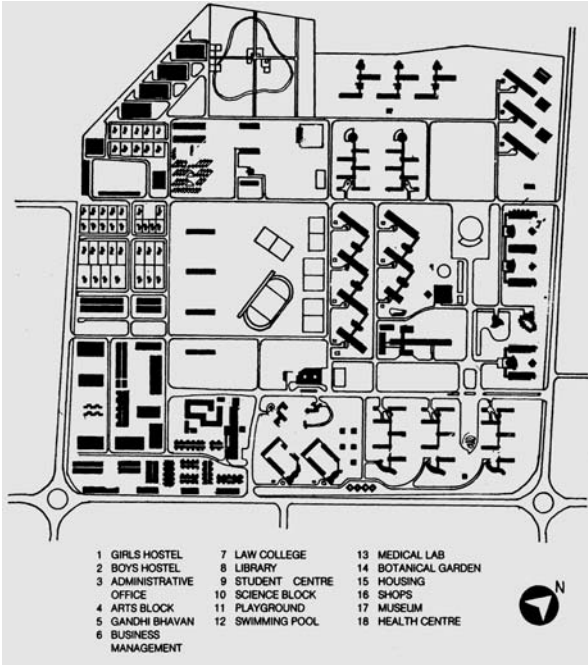 N
1 GIRLS HOSTEL
2 BOYS HOSTEL
3 ADMINISTRATIVE
OFFICE
4 ARTS BLOCK
5 GANDHI BHAVAN
6 BUSINESS
MANAGEMENT
7 LAW COLLEGE
8 LIBRARY
9 STUDENT CENTRE
10 SCIENCE BLOCK
11 PLAYGROUND
12 SWIMMING POOL
13 MEDICAL LAB
14 BOTANICAL GARDEN
15 HOUSING
16 SHOPS
17 MUSEUM
18 HEALTH CENTRE